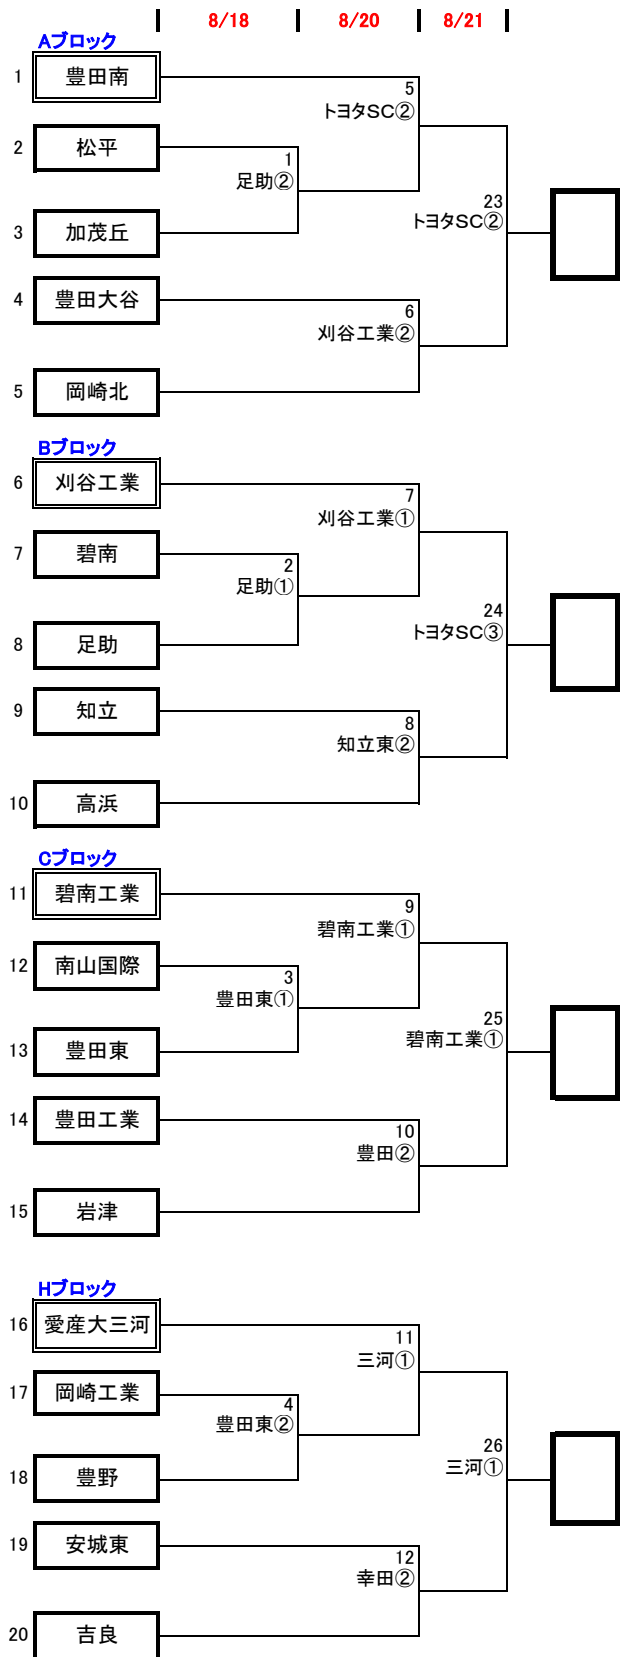 8/18 8/20 8/21
Aブロック
1 豊田南
5
トヨタSC②
2 松平
1
足助②
23
トヨタSC②
3 加茂丘
4 豊田大谷
6
刈谷工業②
5 岡崎北
Bブロック
6 刈谷工業
7
刈谷工業①
7 碧南
2
足助①
24
トヨタSC③
8 足助
9 知立
8
知立東②
10 高浜
Cブロック
11 碧南工業
9
碧南工業①
12 南山国際
3
豊田東①
25
碧南工業①
13 豊田東
14 豊田工業
10
豊田②
15 岩津
Hブロック
16 愛産大三河
11
三河①
17 岡崎工業
4
豊田東②
26
三河①
18 豊野
19 安城東
12
幸田②
20 吉良